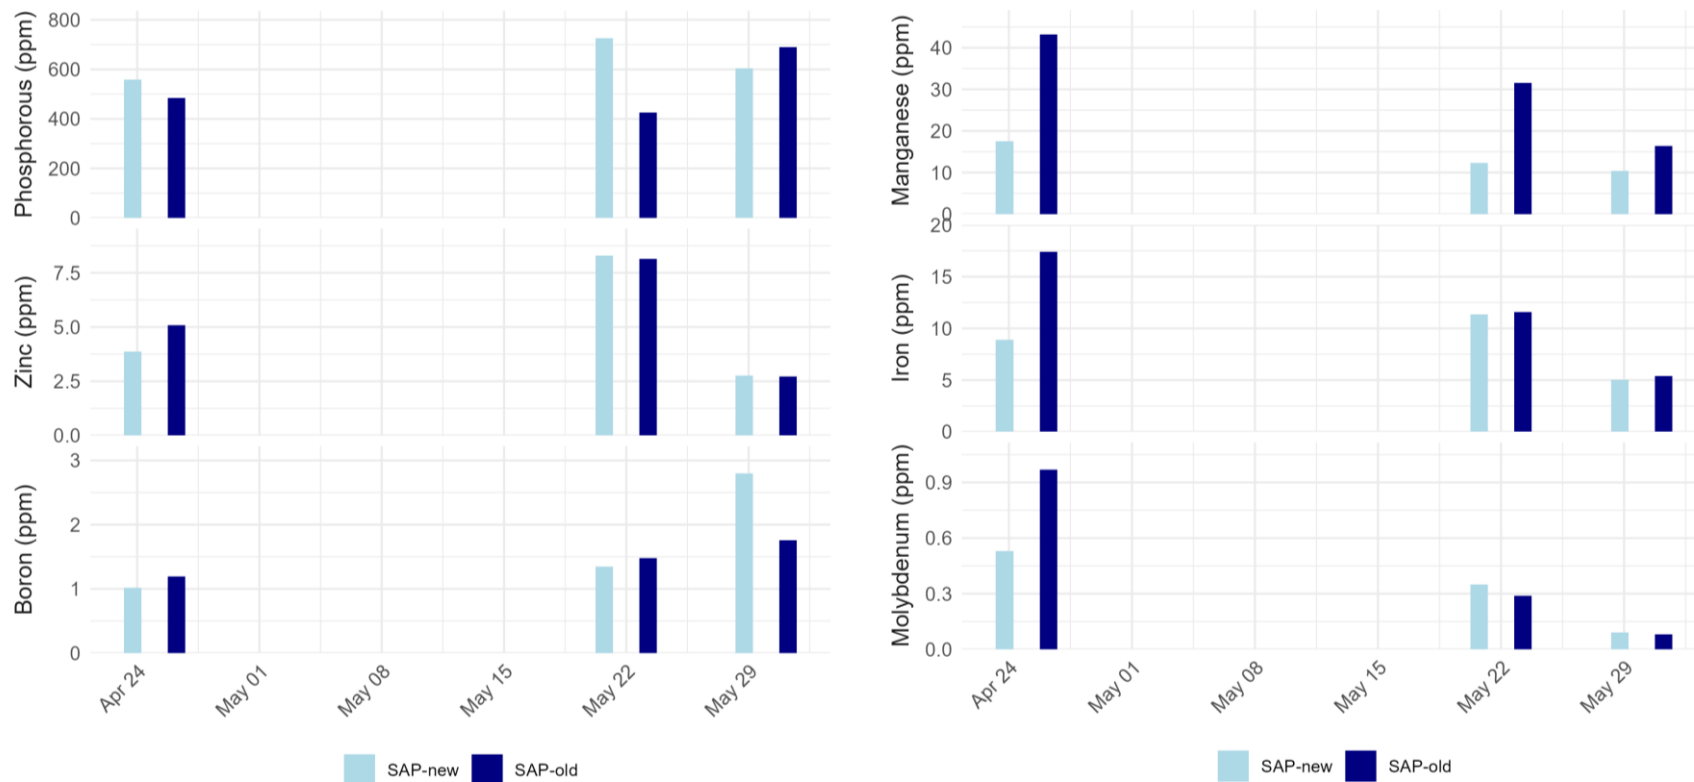 Phosphorous (ppm)
800
600
400
200
0
Zinc (ppm)
7.5
5.0
2.5
0.0
Boron (ppm)
3
2
1
0
Apr 24
May 01
May 08
May 15
May 22
May 29
SAP-new
SAP-old
Manganese (ppm)
40
30
20
10
0
Iron (ppm)
20
15
10
5
0
Molybdenum (ppm)
0.9
0.6
0.3
0.0
Apr 24
May 01
May 08
May 15
May 22
May 29
SAP-new
SAP-old